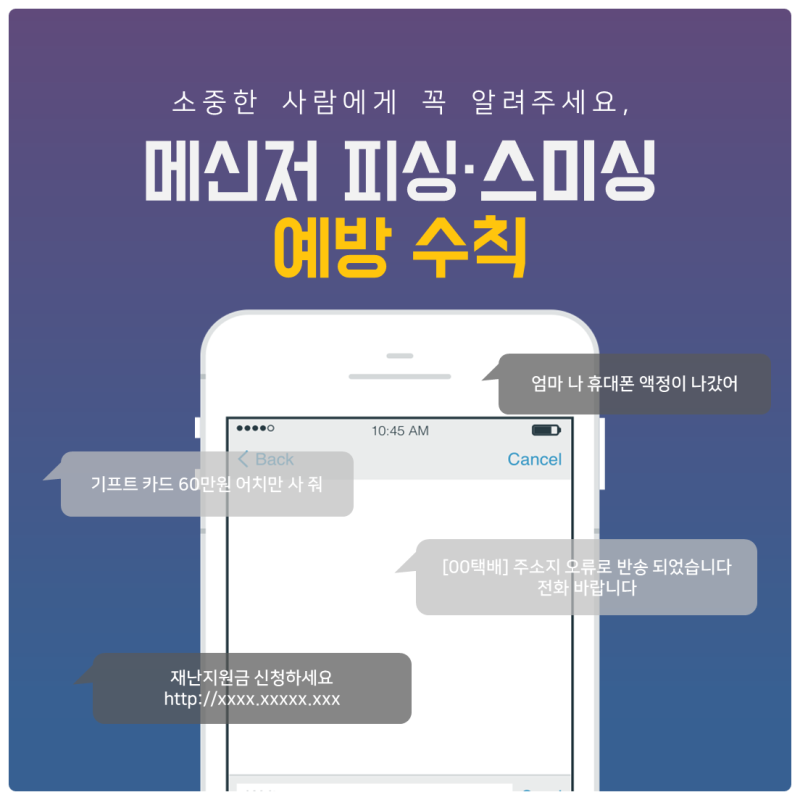 소중한 사람에게 꼭 알려주세요,
메신저 피싱·스미싱
예방 수칙
엄마 나 휴대폰 액정이 나갔어
10:45 AM
Back
Cancel
기프트 카드 60만원 어치만 사 줘
[00택배] 주소지 오류로 반송 되었습니다
전화 바랍니다
재난지원금 신청하세요
http://xxxx.xxxxx.xxx